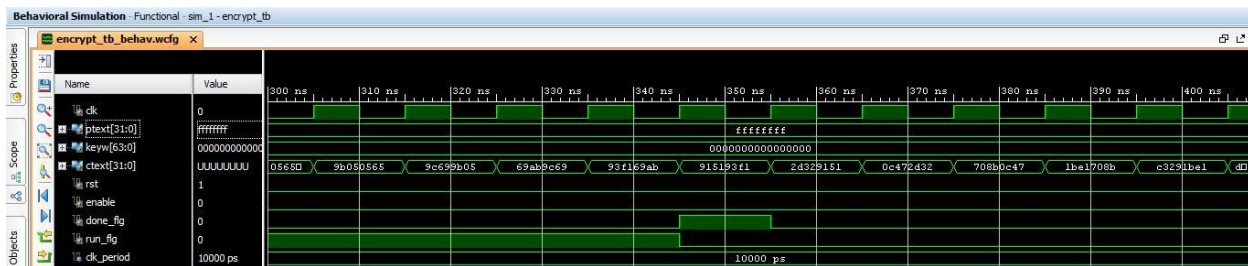 Behavioral Simulation - Functional - sim_1 - encrypt_tb
encrypt_tb_behav.wcfg
Properties
Scope
Objects
Name Value
300 ns 310 ns 320 ns 330 ns 340 ns 350 ns 360 ns 370 ns 380 ns 390 ns 400 ns
clk 0
ptext[31:0] ffffffff ffffffff
keyw[63:0] 000000000000 0000000000000000
ctext[31:0] UUUUUUUU 0565 9b050565 9c699b05 69ab9c69 93f169ab 915193f1 2d329151 0c472d32 708b0c47 1be1708b c3291be1 d
rst 1
enable 0
done_flg 0
run_flg 0
clk_period 10000 ps 10000 ps